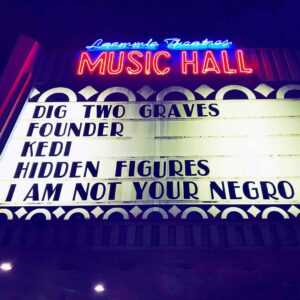 Laemmle Theatres
MUSIC HALL
DIG TWO GRAVES
FOUNDER
KEDI
HIDDEN FIGURES
I AM NOT YOUR NEGRO